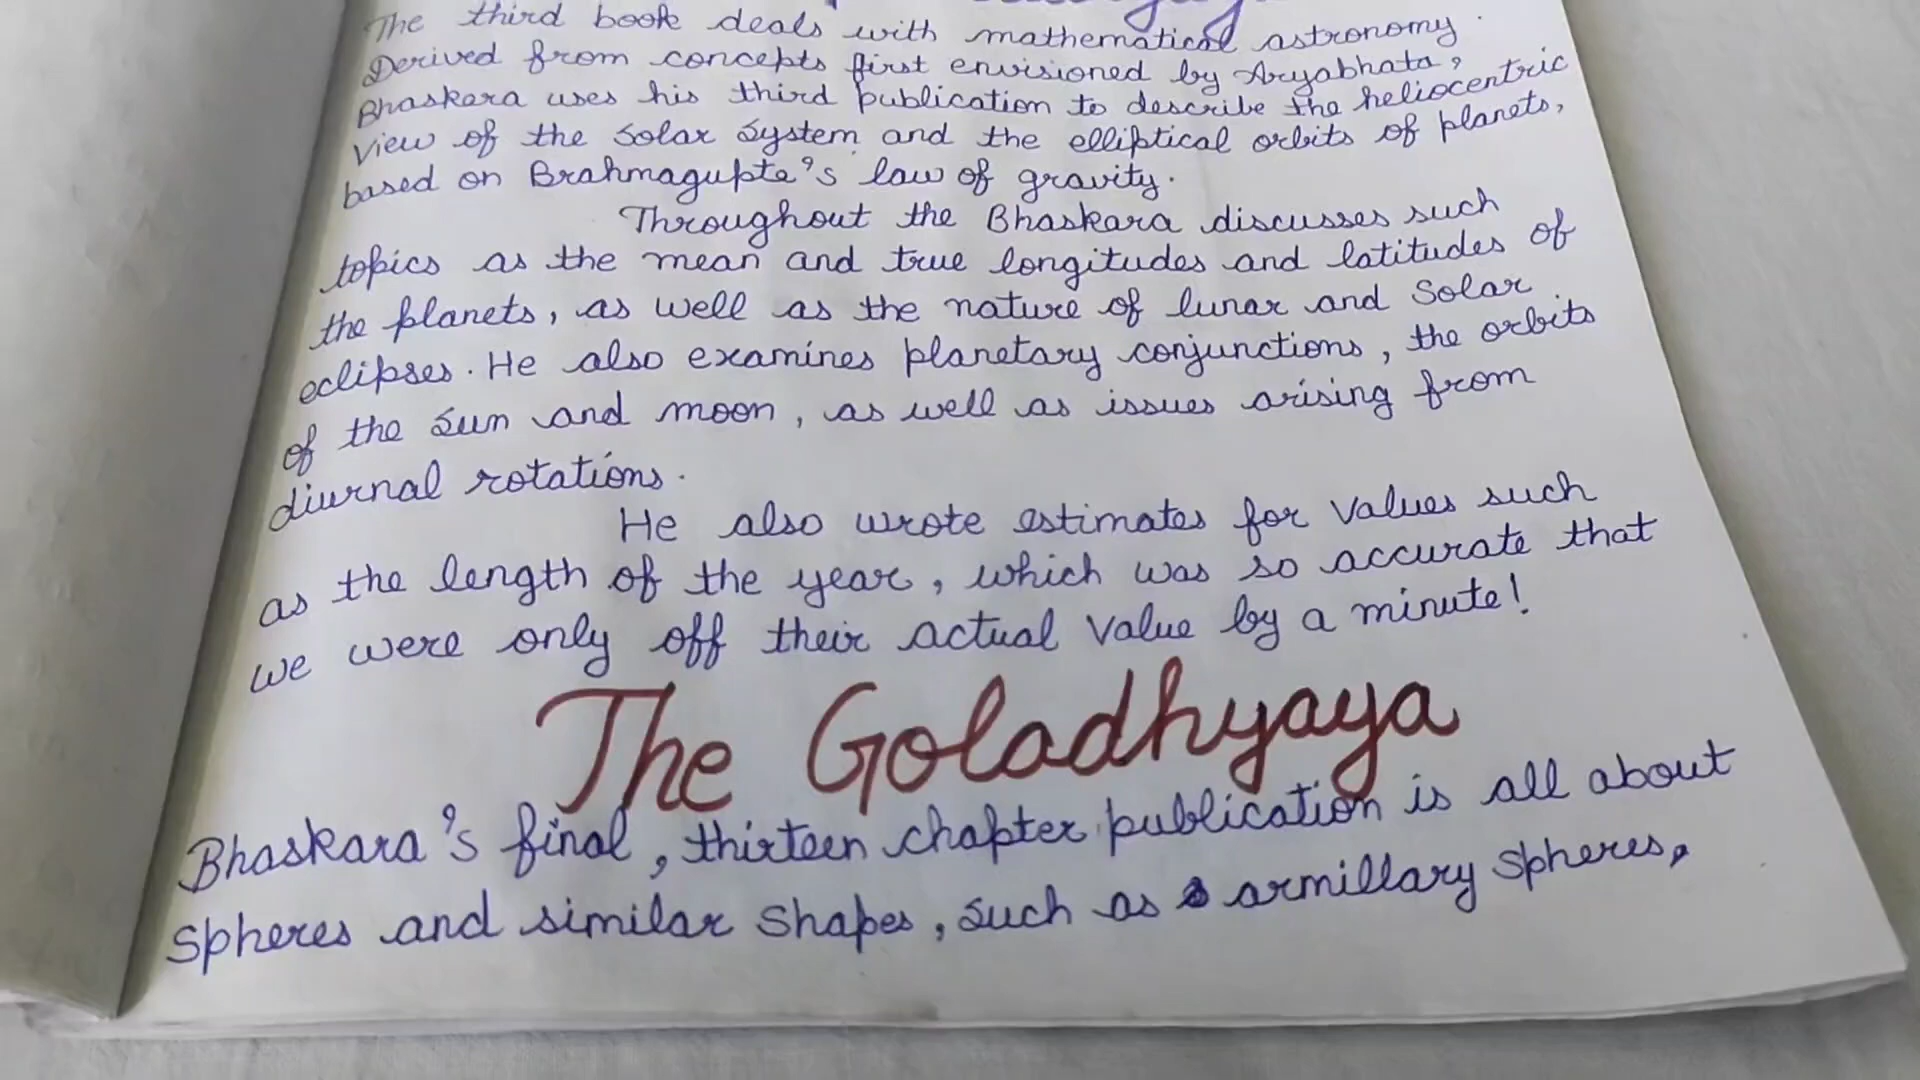 The third book deals with mathematical astronomy.
Derived from concepts first envisioned by Aryabhata,
Bhaskara uses his third publication to describe the heliocentric
view of the Solar System and the elliptical orbits of planets,
based on Brahmagupta's law of gravity.
Throughout the Bhaskara discusses such
topics as the mean and true longitudes and latitudes of
the planets, as well as the nature of lunar and Solar
eclipses. He also examines planetary conjunctions, the orbits
of the Sun and moon, as well as issues arising from
diurnal rotations.
He also wrote estimates for values such
as the length of the year, which was so accurate that
we were only off their actual value by a minute!
The Goladhyaya
Bhaskara's final, thirteen chapter publication is all about
spheres and similar shapes, such as armillary spheres,